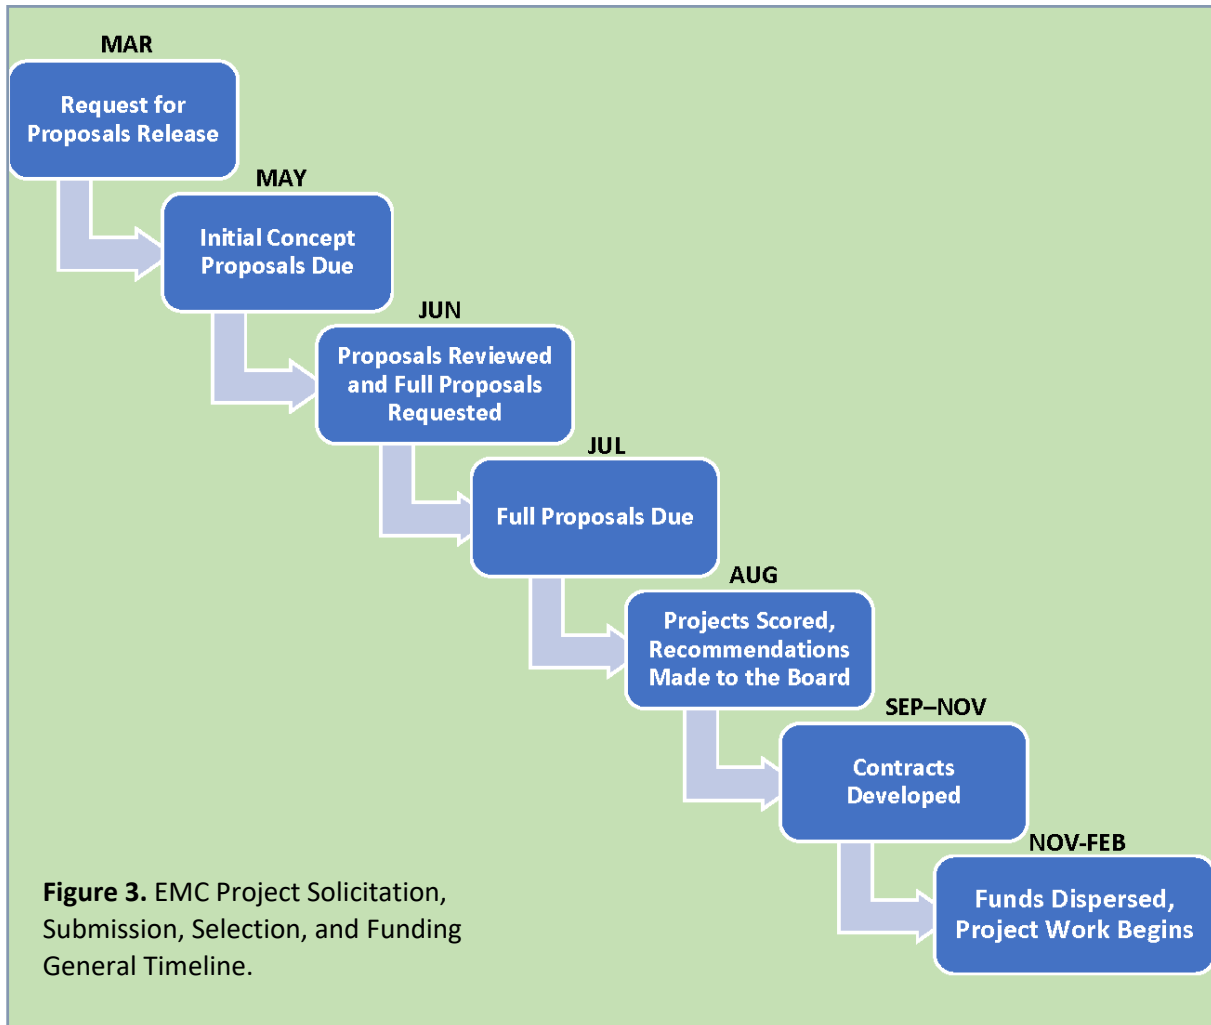 MAR
Request for
Proposals Release
MAY
Initial Concept
Proposals Due
JUN
Proposals Reviewed
and Full Proposals
Requested
JUL
Full Proposals Due
AUG
Projects Scored,
Recommendations
Made to the Board
SEP–NOV
Contracts
Developed
NOV-FEB
Funds Dispersed,
Project Work Begins
Figure 3. EMC Project Solicitation,
Submission, Selection, and Funding
General Timeline.